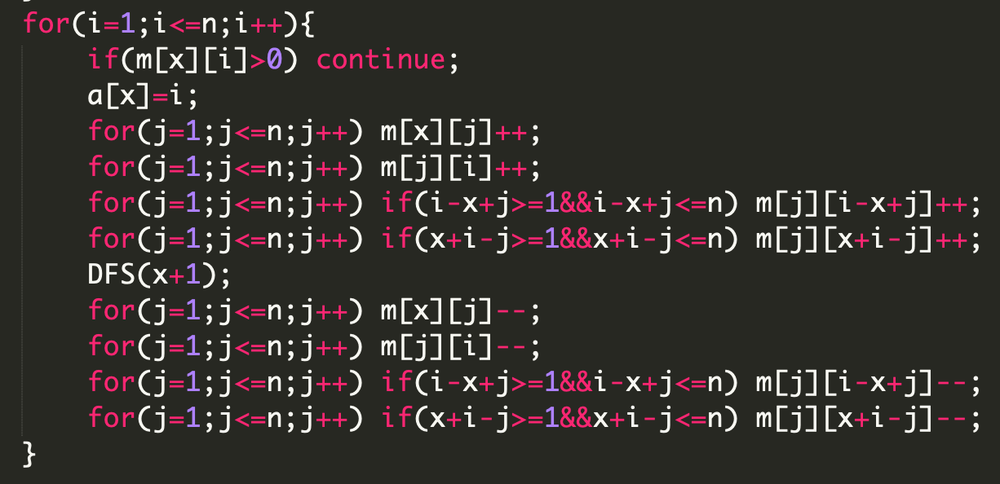 for(i=1;i<=n;i++){
    if(m[x][i]>0) continue;
    a[x]=i;
    for(j=1;j<=n;j++) m[x][j]++;
    for(j=1;j<=n;j++) m[j][i]++;
    for(j=1;j<=n;j++) if(i-x+j>=1&&i-x+j<=n) m[j][i-x+j]++;
    for(j=1;j<=n;j++) if(x+i-j>=1&&x+i-j<=n) m[j][x+i-j]++;
    DFS(x+1);
    for(j=1;j<=n;j++) m[x][j]--;
    for(j=1;j<=n;j++) m[j][i]--;
    for(j=1;j<=n;j++) if(i-x+j>=1&&i-x+j<=n) m[j][i-x+j]--;
    for(j=1;j<=n;j++) if(x+i-j>=1&&x+i-j<=n) m[j][x+i-j]--;
}